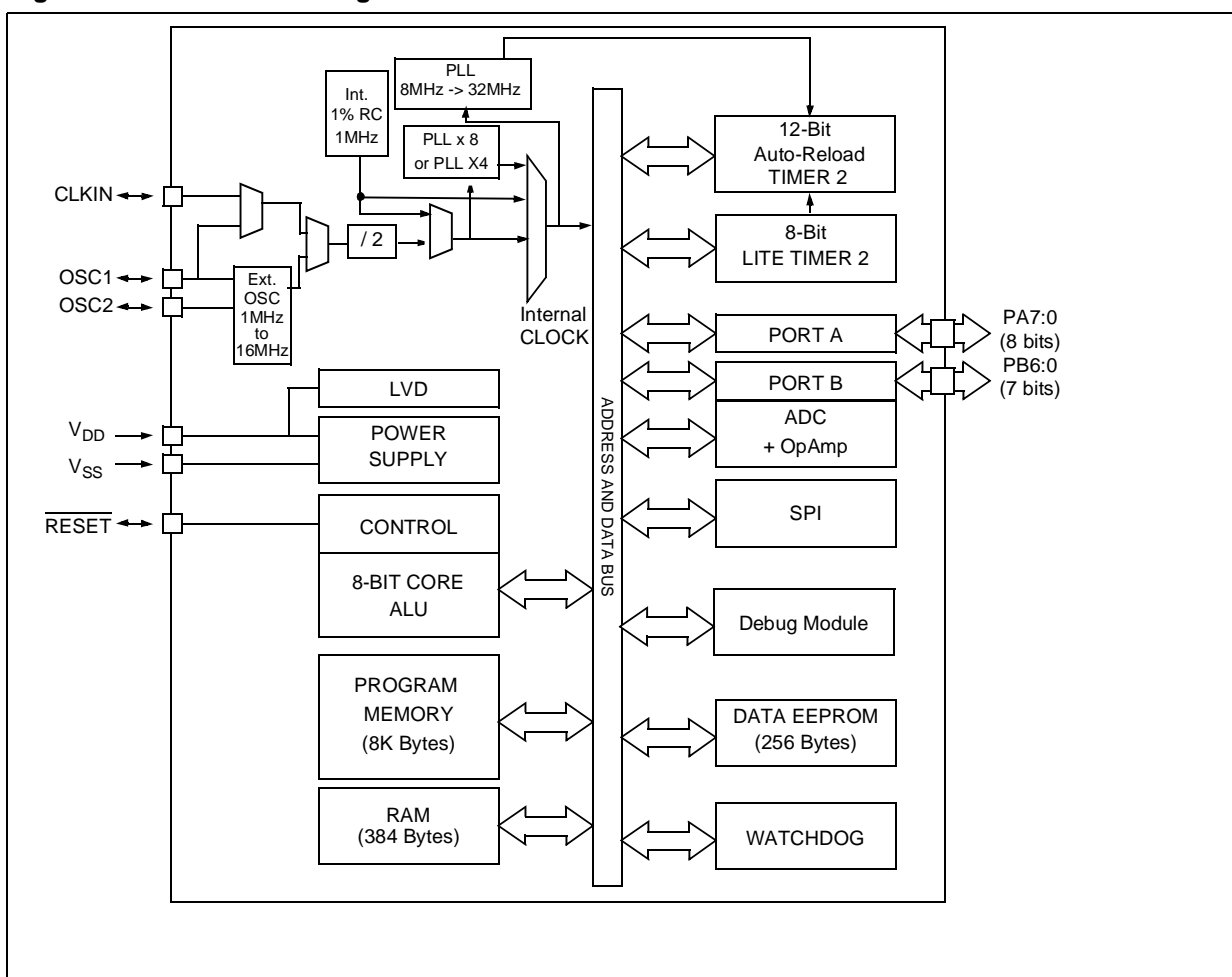 PLL
8MHz -> 32MHz
Int.
1% RC
1MHz
PLL x 8
or PLL X4
12-Bit
Auto-Reload
TIMER 2
CLKIN
/ 2
8-Bit
LITE TIMER 2
OSC1
OSC2
Ext.
OSC
1MHz
to
16MHz
Internal
CLOCK
PORT A
PA7:0
(8 bits)
PORT B
PB6:0
(7 bits)
LVD
ADC
+ OpAmp
VDD
VSS
POWER
SUPPLY
ADDRESS AND DATA BUS
SPI
RESET
CONTROL
8-BIT CORE
ALU
Debug Module
PROGRAM
MEMORY
(8K Bytes)
DATA EEPROM
(256 Bytes)
RAM
(384 Bytes)
WATCHDOG